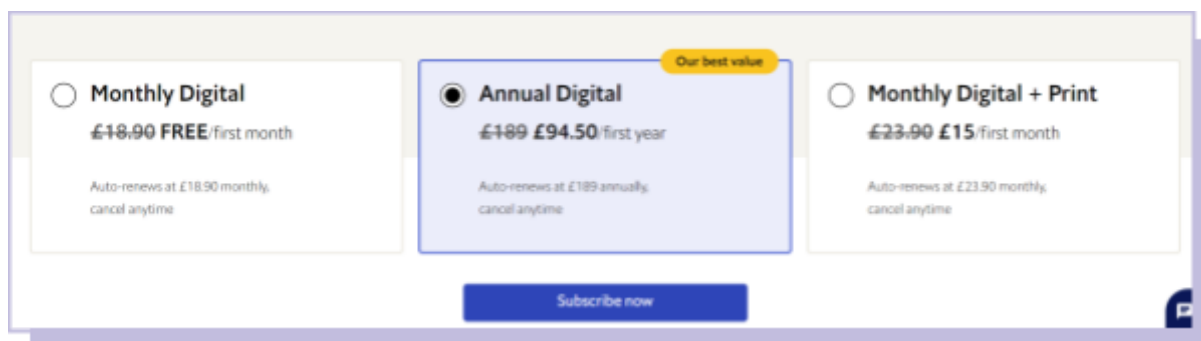 Our best value
Monthly Digital
£18.90 FREE/first month
Auto-renews at £18.90 monthly,
cancel anytime
Annual Digital
£189 £94.50/first year
Auto-renews at £189 annually,
cancel anytime
Monthly Digital + Print
£23.90 £15/first month
Auto-renews at £23.90 monthly,
cancel anytime
Subscribe now